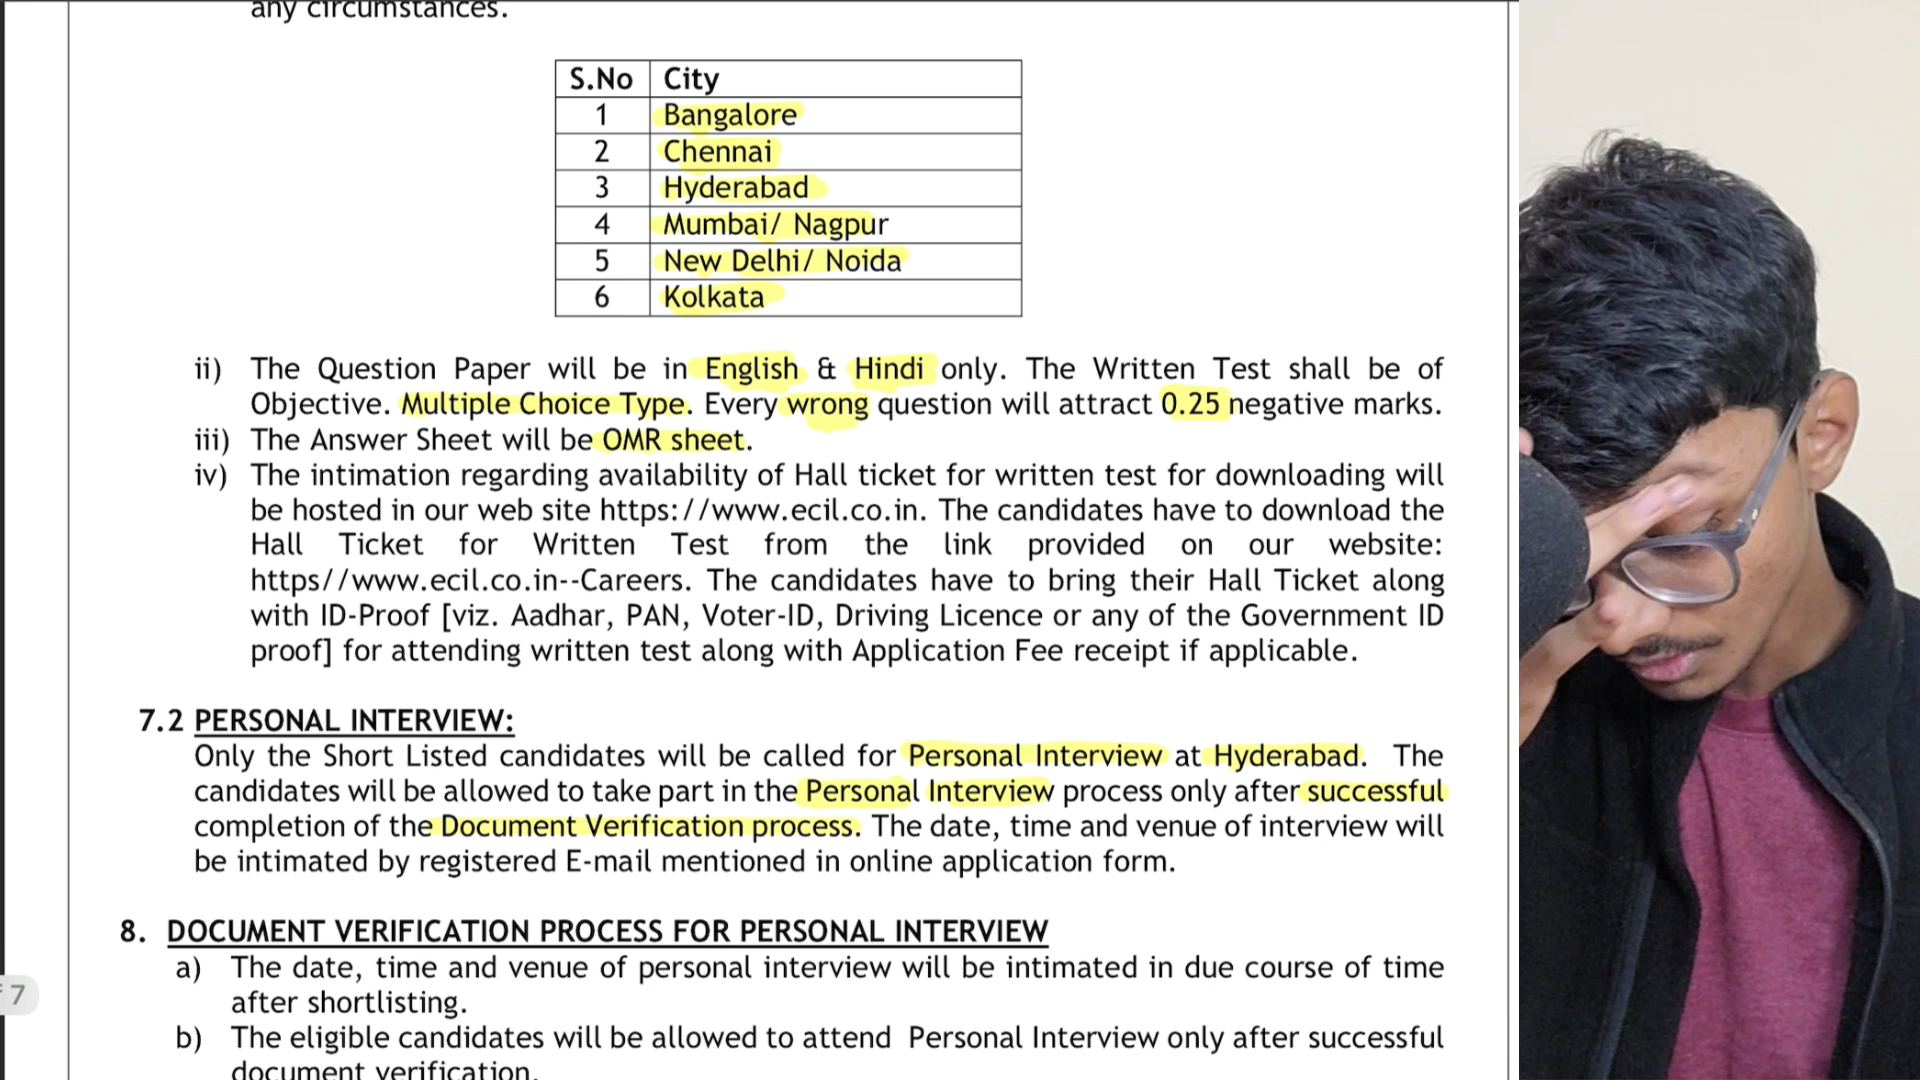 any circumstances.
S.No City
1 Bangalore
2 Chennai
3 Hyderabad
4 Mumbai/ Nagpur
5 New Delhi/ Noida
6 Kolkata
ii) The Question Paper will be in English & Hindi only. The Written Test shall be of
Objective. Multiple Choice Type. Every wrong question will attract 0.25 negative marks.
iii) The Answer Sheet will be OMR sheet.
iv) The intimation regarding availability of Hall ticket for written test for downloading will
be hosted in our web site https://www.ecil.co.in. The candidates have to download the
Hall Ticket for Written Test from the link provided on our website:
https//www.ecil.co.in--Careers. The candidates have to bring their Hall Ticket along
with ID-Proof [viz. Aadhar, PAN, Voter-ID, Driving Licence or any of the Government ID
proof] for attending written test along with Application Fee receipt if applicable.
7.2 PERSONAL INTERVIEW:
Only the Short Listed candidates will be called for Personal Interview at Hyderabad. The
candidates will be allowed to take part in the Personal Interview process only after successful
completion of the Document Verification process. The date, time and venue of interview will
be intimated by registered E-mail mentioned in online application form.
8. DOCUMENT VERIFICATION PROCESS FOR PERSONAL INTERVIEW
a) The date, time and venue of personal interview will be intimated in due course of time
after shortlisting.
7
b) The eligible candidates will be allowed to attend Personal Interview only after successful
document verification.